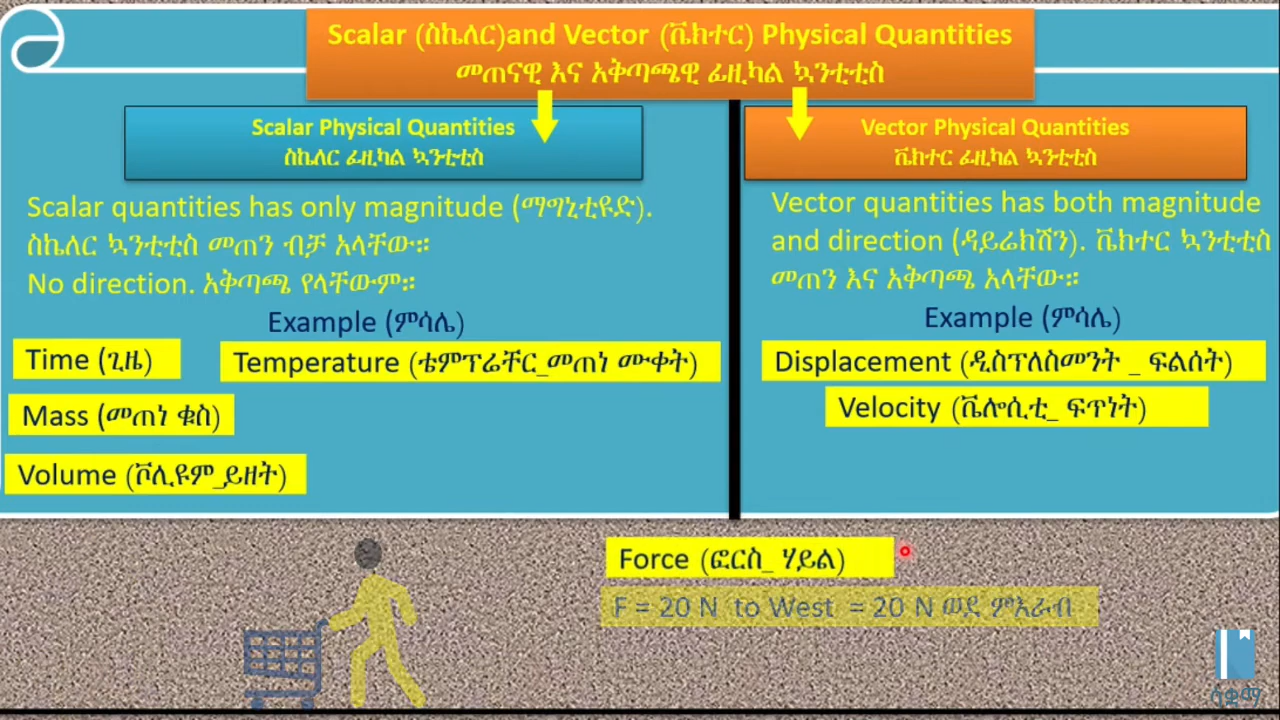 Scalar (ስኬለር)and Vector (ቬክተር) Physical Quantities
መጠናዊ እና አቅጣጫዊ ፊዚካል ኳንቲቲስ
Scalar Physical Quantities
ስኬለር ፊዚካል ኳንቲቲስ
Scalar quantities has only magnitude (ማግኒቲዩድ).
ስኬለር ኳንቲቲስ መጠን ብቻ አላቸው።
No direction. አቅጣጫ የላቸውም።
Example (ምሳሌ)
Time (ጊዜ)
Temperature (ቴምፕሬቸር_መጠነ ሙቀት)
Mass (መጠነ ቁስ)
Volume (ቮሊዩም_ይዘት)
Vector Physical Quantities
ቬክተር ፊዚካል ኳንቲቲስ
Vector quantities has both magnitude
and direction (ዳይሬክሽን). ቬክተር ኳንቲቲስ
መጠን እና አቅጣጫ አላቸው።
Example (ምሳሌ)
Displacement (ዲስፕለስመንት _ ፍልሰት)
Velocity (ቬሎሲቲ_ ፍጥነት)
Force (ፎርስ_ ሃይል)
F = 20 N to West = 20 N ወደ ምእራብ